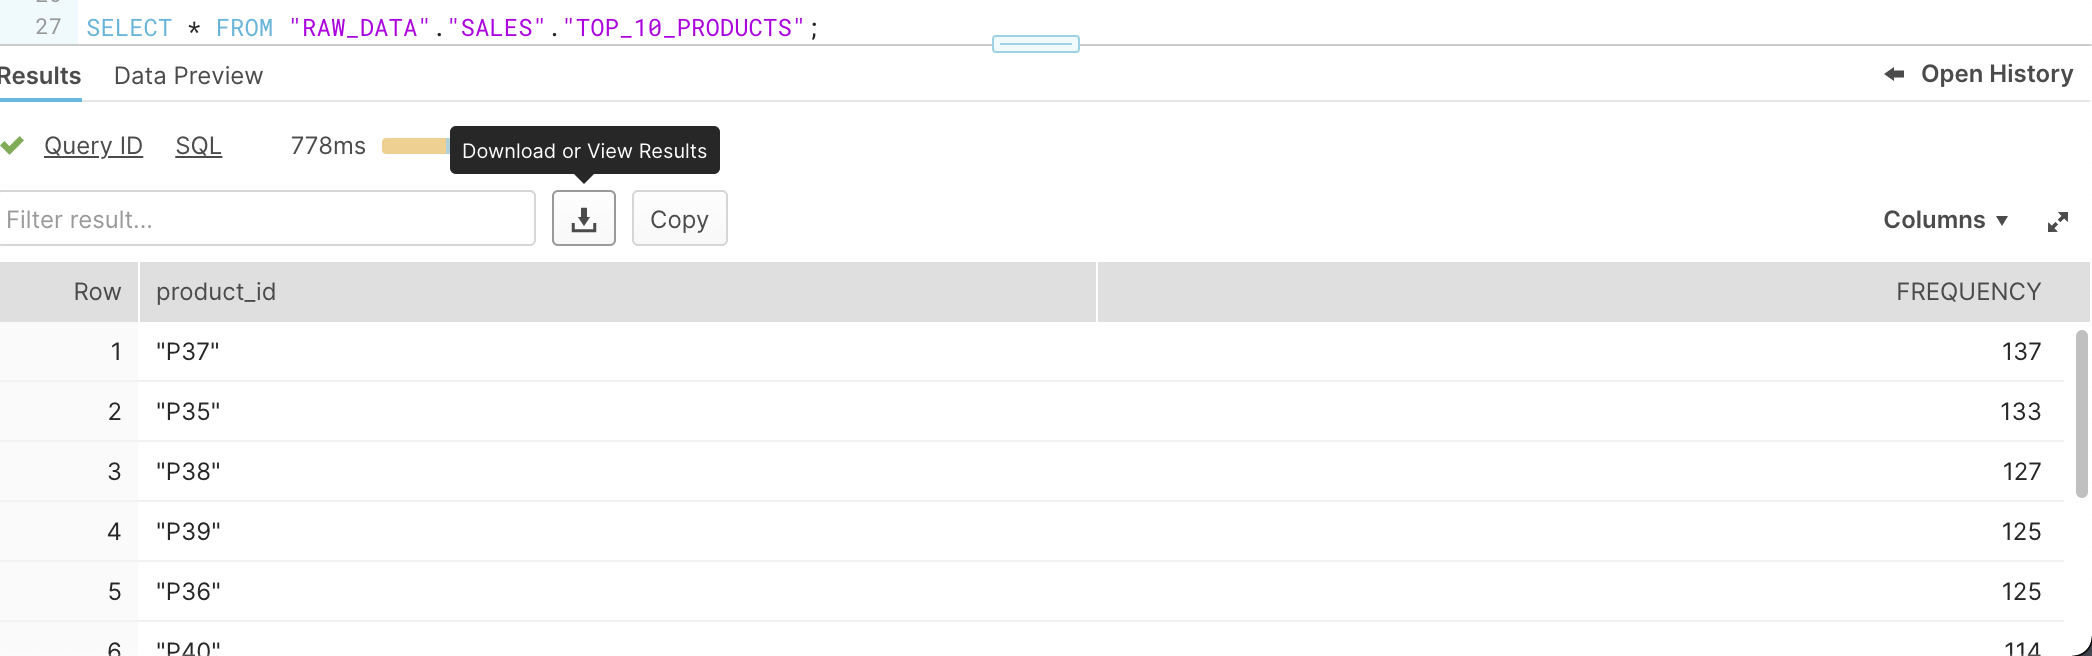 27 SELECT * FROM "RAW_DATA"."SALES"."TOP_10_PRODUCTS";
Results Data Preview Open History
Query ID SQL 778ms Download or View Results
Filter result... Copy Columns
Row product_id FREQUENCY
1 "P37" 137
2 "P35" 133
3 "P38" 127
4 "P39" 125
5 "P36" 125
6 "P40" 114